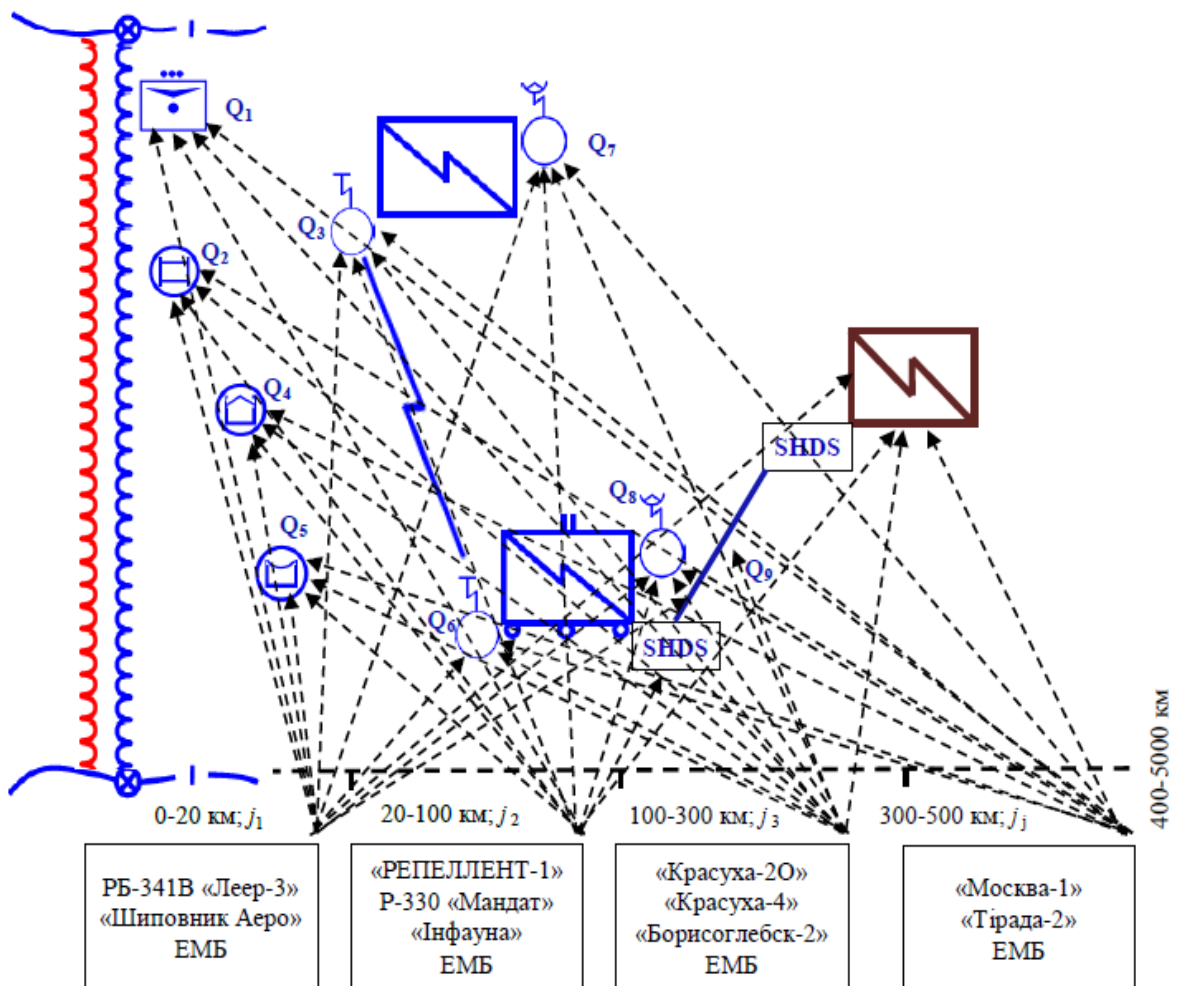 Q1
Q7
Q3
Q2
Q4
SHDS
Q8
Q5
Q9
Q6
SHDS
400-5000 км
0-20 км; j1
20-100 км; j2
100-300 км; j3
300-500 км; jj
РБ-341В «Леер-3»
«Шиповник Аеро»
ЕМБ
«РЕПЕЛЛЕНТ-1»
Р-330 «Мандат»
«Інфауна»
ЕМБ
«Красуха-2О»
«Красуха-4»
«Борисоглебск-2»
ЕМБ
«Москва-1»
«Тірада-2»
ЕМБ